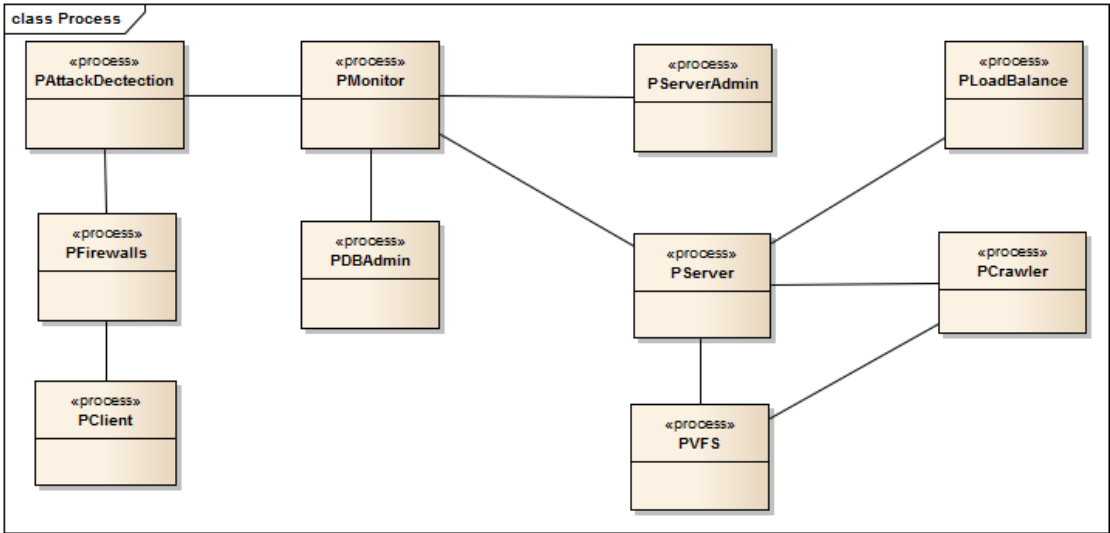 class Process
«process»
PAttackDectection
«process»
PMonitor
«process»
PServerAdmin
«process»
PLoadBalance
«process»
PFirewalls
«process»
PDBAdmin
«process»
PServer
«process»
PCrawler
«process»
PClient
«process»
PVFS